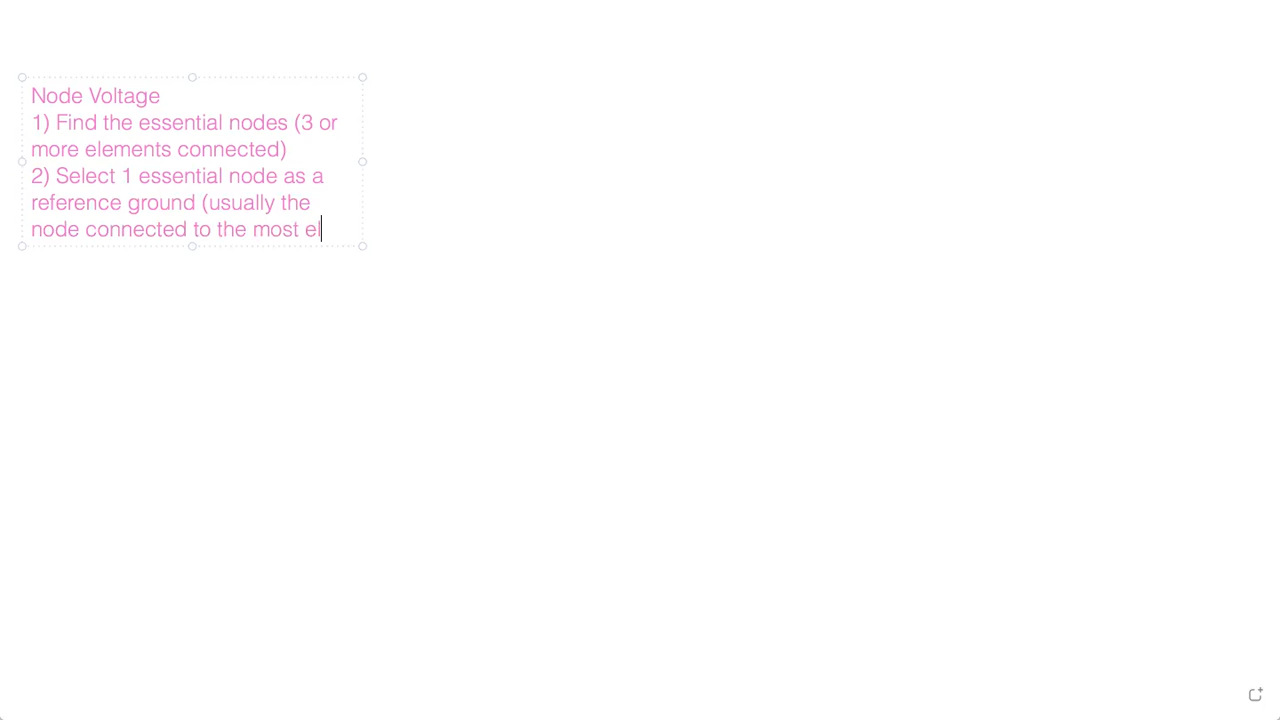 Node Voltage
1) Find the essential nodes (3 or
more elements connected)
2) Select 1 essential node as a
reference ground (usually the
node connected to the most el